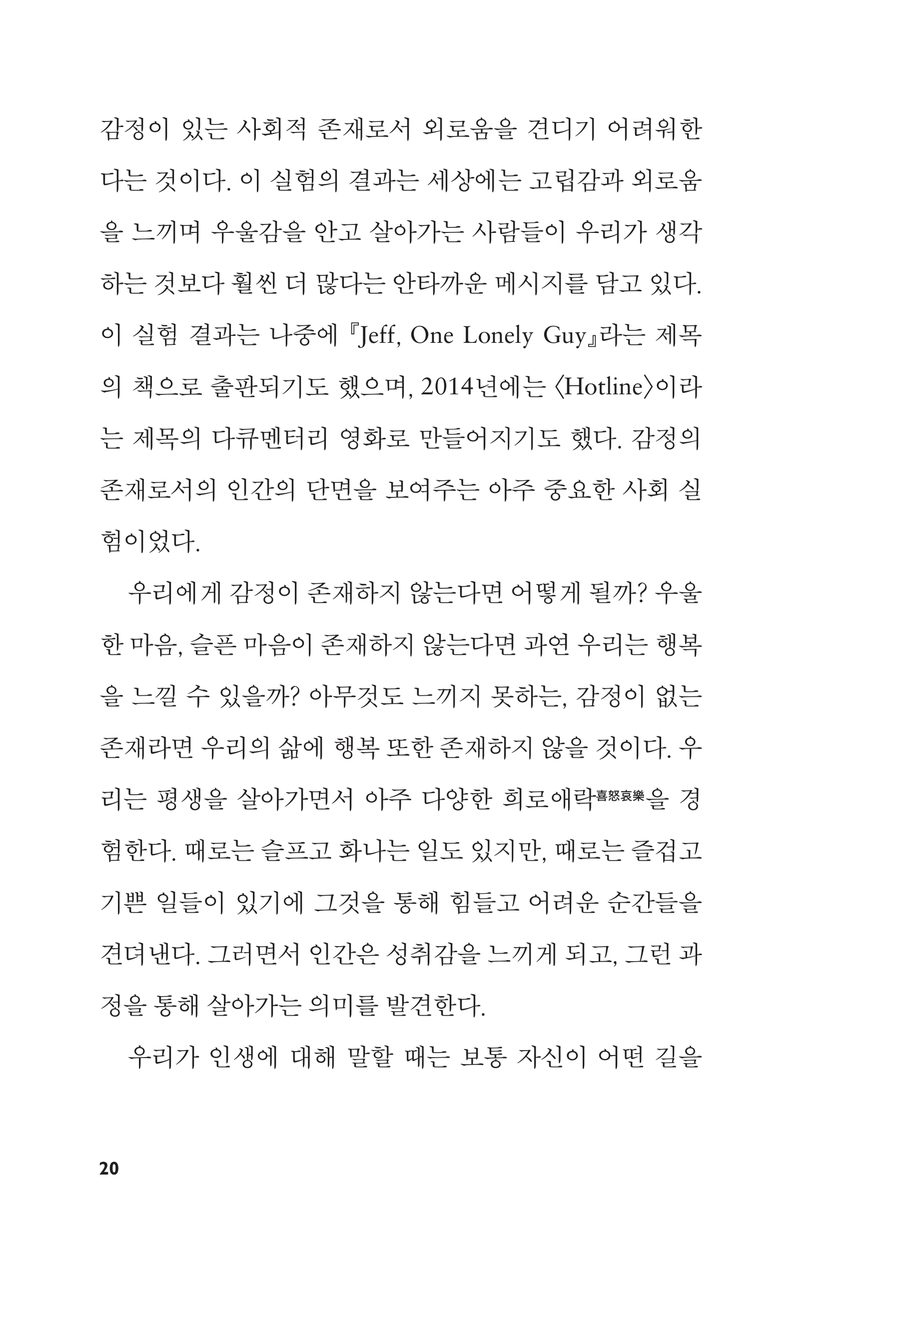 감정이 있는 사회적 존재로서 외로움을 견디기 어려워한
다는 것이다. 이 실험의 결과는 세상에는 고립감과 외로움
을 느끼며 우울감을 안고 살아가는 사람들이 우리가 생각
하는 것보다 훨씬 더 많다는 안타까운 메시지를 담고 있다.
이 실험 결과는 나중에 『Jeff, One Lonely Guy』라는 제목
의 책으로 출판되기도 했으며, 2014년에는 〈Hotline〉이라
는 제목의 다큐멘터리 영화로 만들어지기도 했다. 감정의
존재로서의 인간의 단면을 보여주는 아주 중요한 사회 실
험이었다.
우리에게 감정이 존재하지 않는다면 어떻게 될까? 우울
한 마음, 슬픈 마음이 존재하지 않는다면 과연 우리는 행복
을 느낄 수 있을까? 아무것도 느끼지 못하는, 감정이 없는
존재라면 우리의 삶에 행복 또한 존재하지 않을 것이다. 우
리는 평생을 살아가면서 아주 다양한 희로애락喜怒哀樂을 경
험한다. 때로는 슬프고 화나는 일도 있지만, 때로는 즐겁고
기쁜 일들이 있기에 그것을 통해 힘들고 어려운 순간들을
견뎌낸다. 그러면서 인간은 성취감을 느끼게 되고, 그런 과
정을 통해 살아가는 의미를 발견한다.
우리가 인생에 대해 말할 때는 보통 자신이 어떤 길을
20